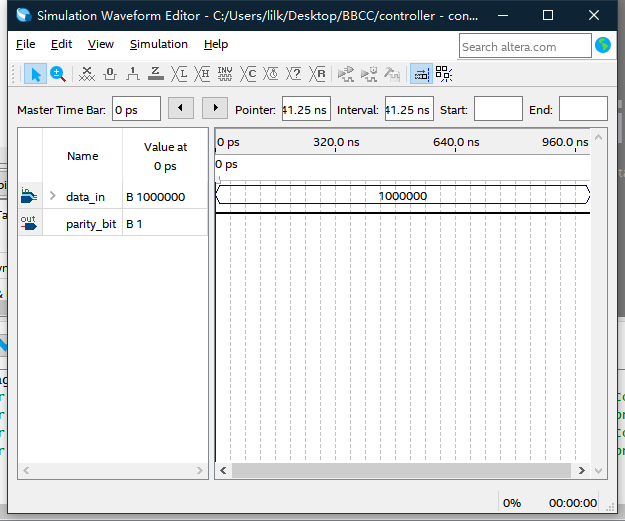 Simulation Waveform Editor - C:/Users/lilk/Desktop/BBCC/controller - con...
File Edit View Simulation Help
Search altera.com
Master Time Bar: 0 ps Pointer: 41.25 ns Interval: 41.25 ns Start: End:
Name Value at 0 ps
0 ps 320.0 ns 640.0 ns 960.0 ns
0 ps
in data_in B 1000000 1000000
out parity_bit B 1
0% 00:00:00